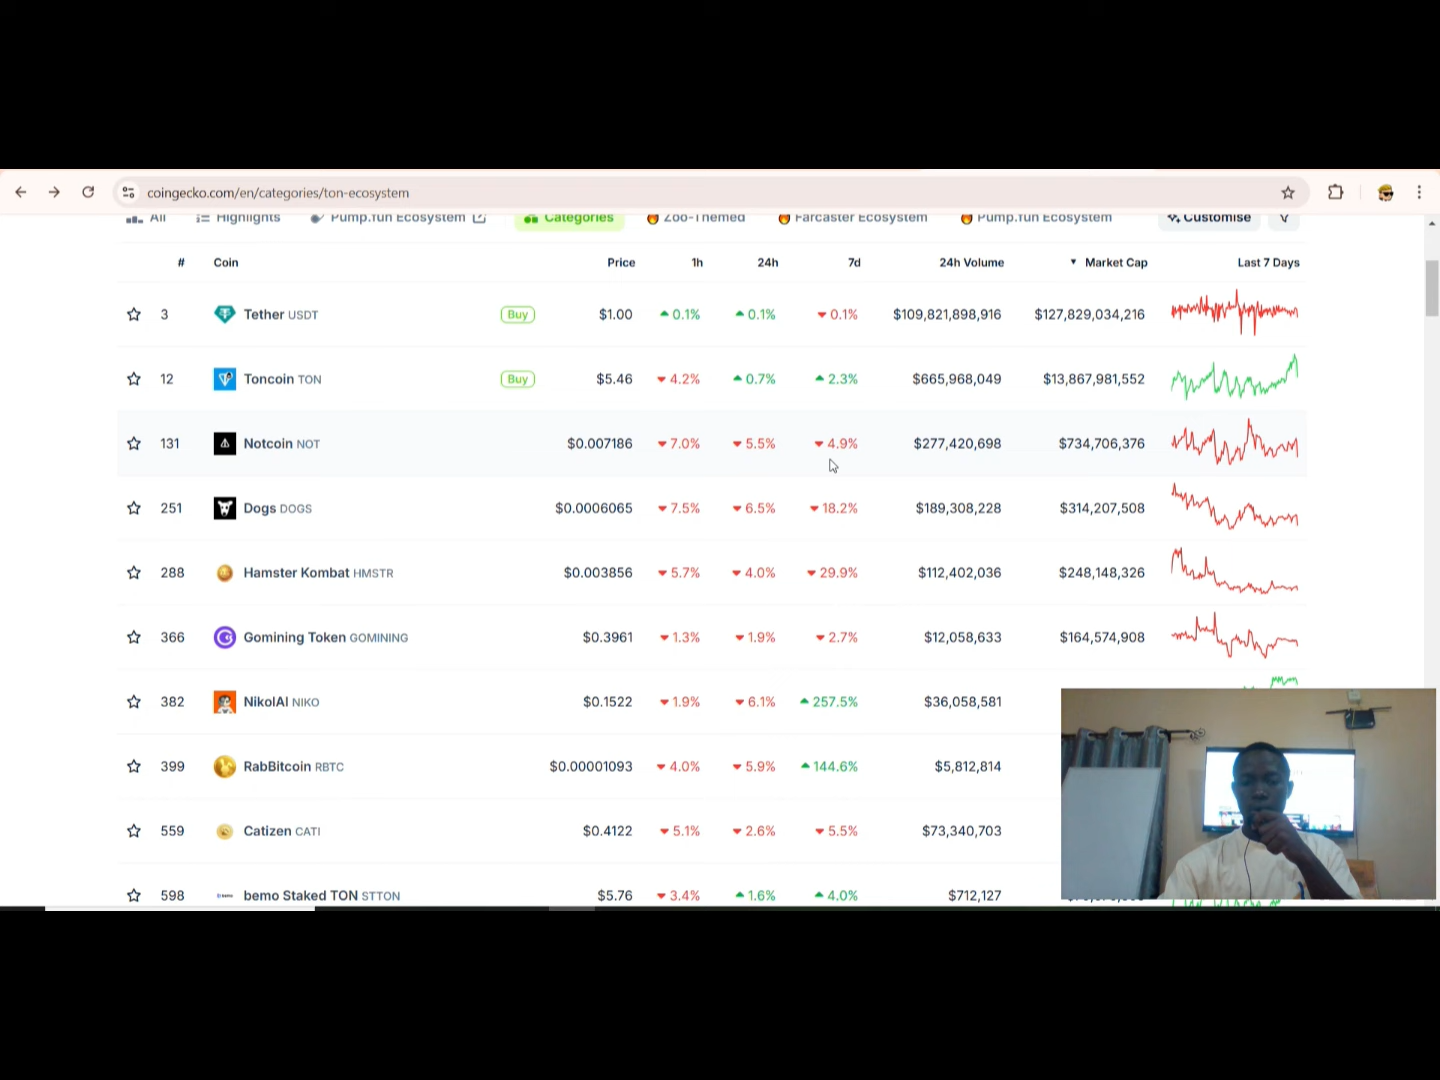 coingecko.com/en/categories/ton-ecosystem
All Highlights Pump.fun Ecosystem Categories Zoo-Themed Farcaster Ecosystem Pump.fun Ecosystem Customise
# Coin Price 1h 24h 7d 24h Volume Market Cap Last 7 Days
3 Tether USDT Buy $1.00 0.1% 0.1% 0.1% $109,821,898,916 $127,829,034,216
12 Toncoin TON Buy $5.46 4.2% 0.7% 2.3% $665,968,049 $13,867,981,552
131 Notcoin NOT $0.007186 7.0% 5.5% 4.9% $277,420,698 $734,706,376
251 Dogs DOGS $0.0006065 7.5% 6.5% 18.2% $189,308,228 $314,207,508
288 Hamster Kombat HMSTR $0.003856 5.7% 4.0% 29.9% $112,402,036 $248,148,326
366 Gomining Token GOMINING $0.3961 1.3% 1.9% 2.7% $12,058,633 $164,574,908
382 NikolAI NIKO $0.1522 1.9% 6.1% 257.5% $36,058,581
399 RabBitcoin RBTC $0.00001093 4.0% 5.9% 144.6% $5,812,814
559 Catizen CATI $0.4122 5.1% 2.6% 5.5% $73,340,703
598 bemo Staked TON STTON $5.76 3.4% 1.6% 4.0% $712,127